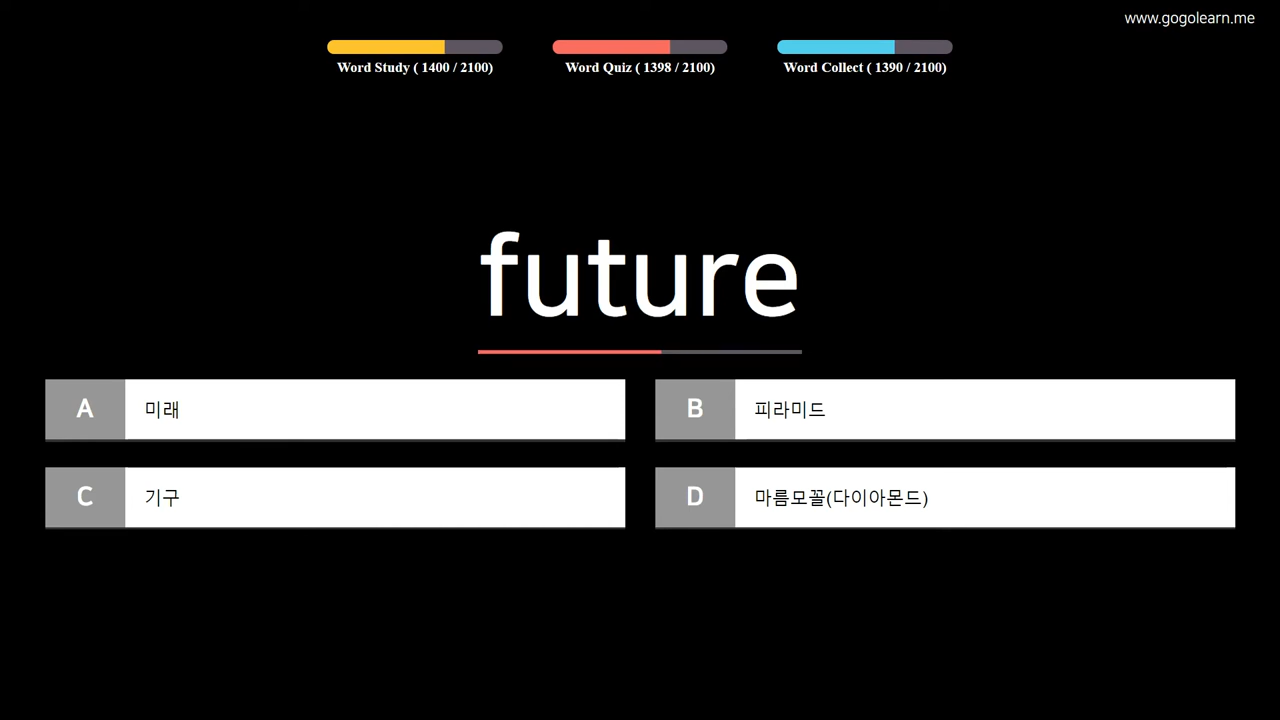 www.gogolearn.me
Word Study ( 1400 / 2100)
Word Quiz ( 1398 / 2100)
Word Collect ( 1390 / 2100)
future
A 미래
B 피라미드
C 기구
D 마름모꼴(다이아몬드)